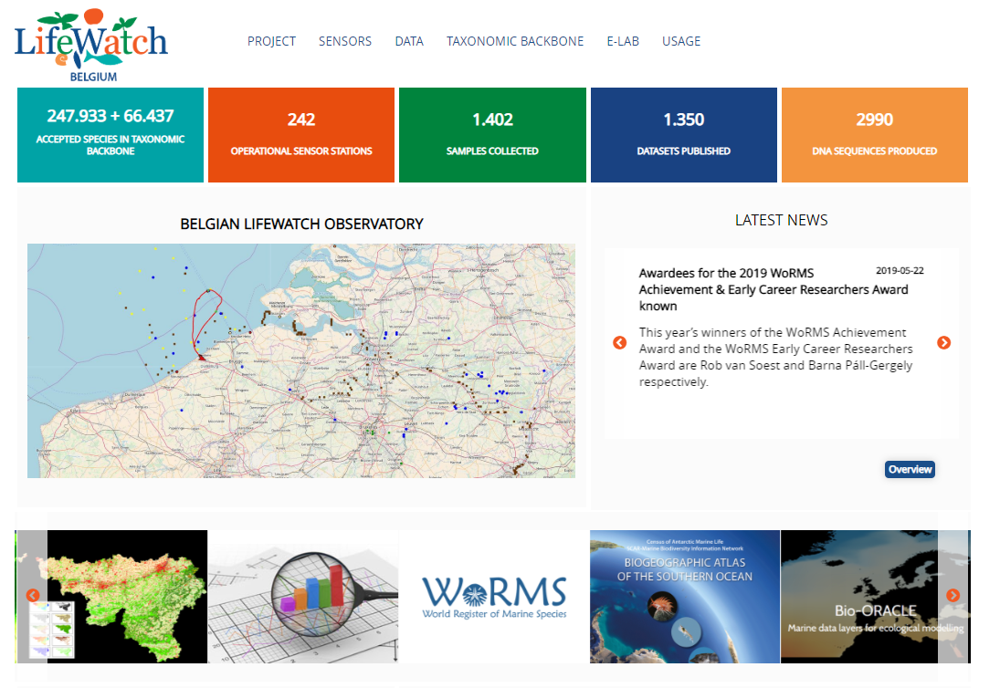 LifeWatch
BELGIUM
PROJECT SENSORS DATA TAXONOMIC BACKBONE E-LAB USAGE
247.933 + 66.437
ACCEPTED SPECIES IN TAXONOMIC
BACKBONE
242
OPERATIONAL SENSOR STATIONS
1.402
SAMPLES COLLECTED
1.350
DATASETS PUBLISHED
2990
DNA SEQUENCES PRODUCED
BELGIAN LIFEWATCH OBSERVATORY
LATEST NEWS
Awardees for the 2019 WoRMS
2019-05-22
Achievement & Early Career Researchers Award
known
This year's winners of the WoRMS Achievement
Award and the WoRMS Early Career Researchers
Award are Rob van Soest and Barna Páll-Gergely
respectively.
Overview
WoRMS
World Register of Marine Species
Census of Antarctic Marine Life
SCAR-Marine Biodiversity Information Network
BIOGEOGRAPHIC ATLAS
OF THE SOUTHERN OCEAN
Bio-ORACLE
Marine data layers for ecological modelling